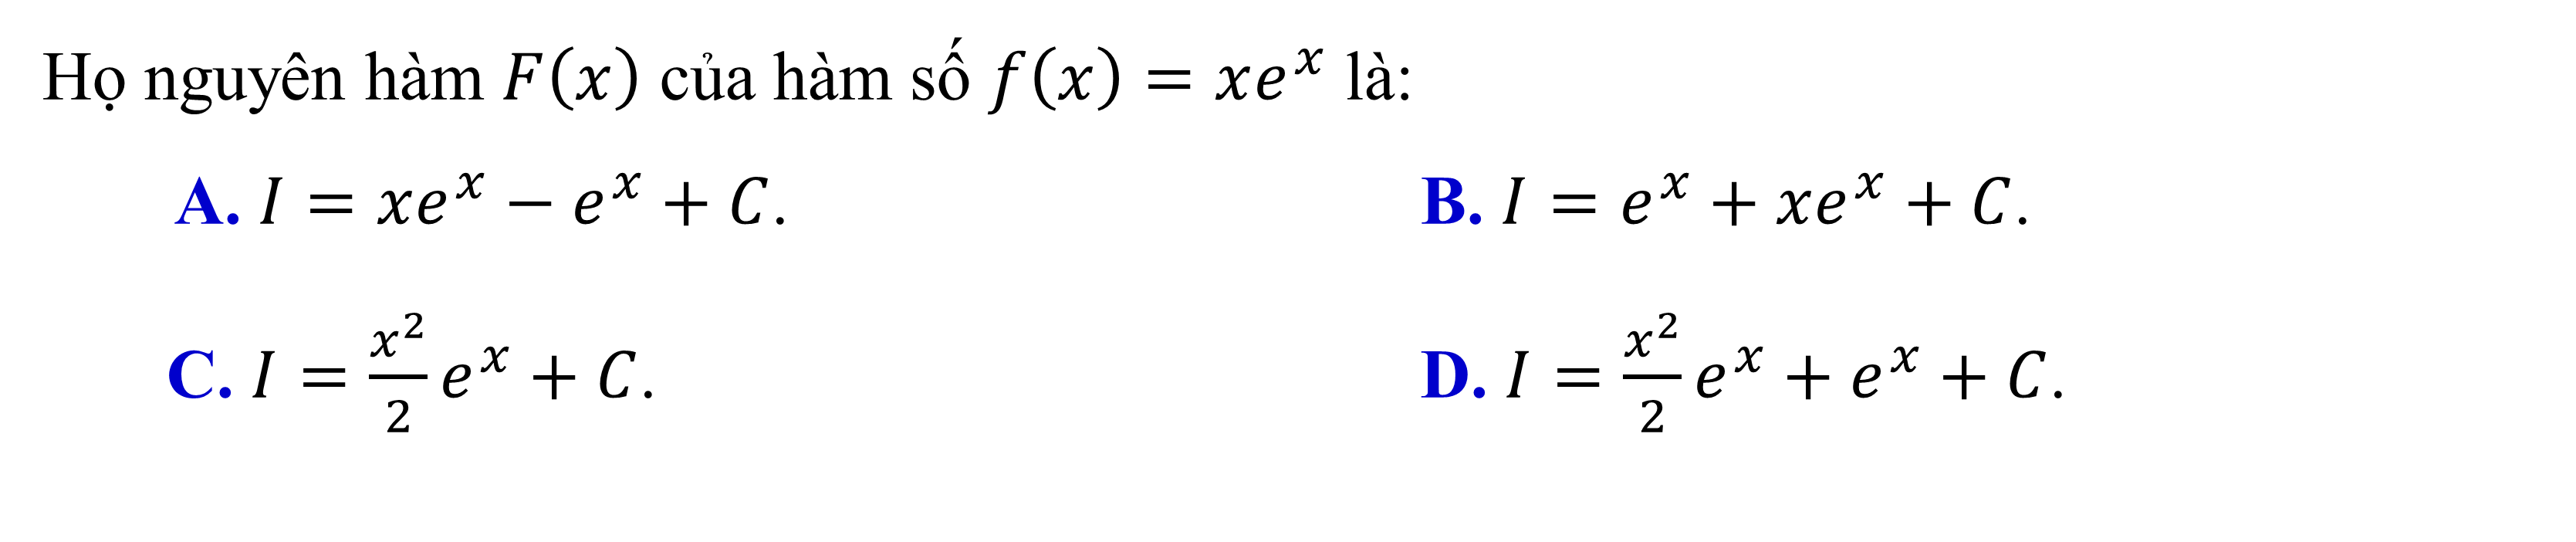 Họ nguyên hàm F(x) của hàm số f(x) = xe^x là:
A. I = xe^x − e^x + C. B. I = e^x + xe^x + C.
C. I = x^2/2 e^x + C. D. I = x^2/2 e^x + e^x + C.